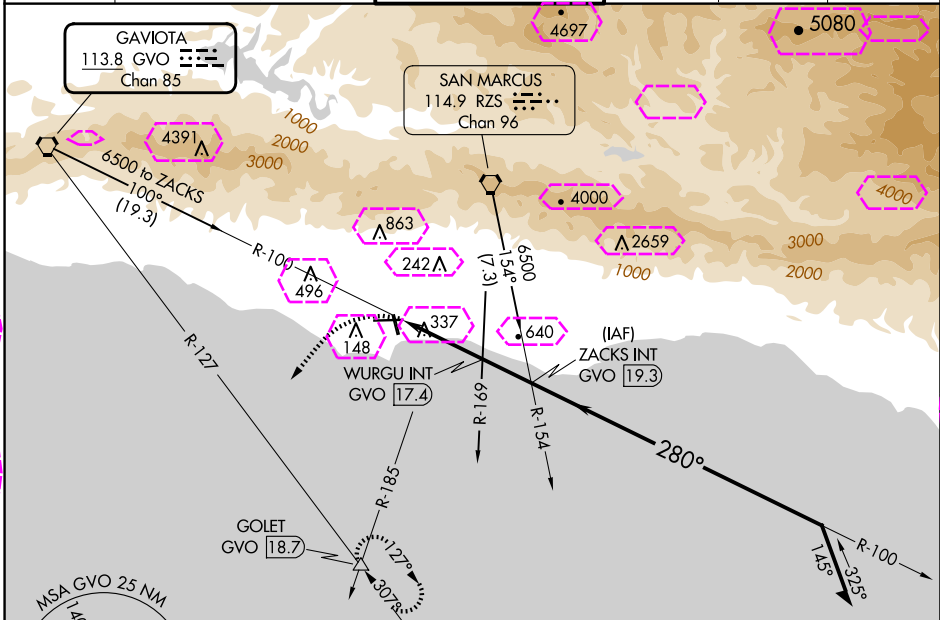 4697
5080
GAVIOTA
113.8 GVO
Chan 85
SAN MARCUS
114.9 RZS
Chan 96
1000
2000
3000
4391
6500 to ZACKS
100°
(19.3)
4000
4000
863
2659
3000
1000
2000
242
6500
154°
(7.3)
R-100
496
337
148
640
(IAF)
ZACKS INT
GVO 19.3
WURGU INT
GVO 17.4
R-127
R-169
R-154
280°
R-185
GOLET
GVO 18.7
127°
307°
R-100
145°
325°
MSA GVO 25 NM